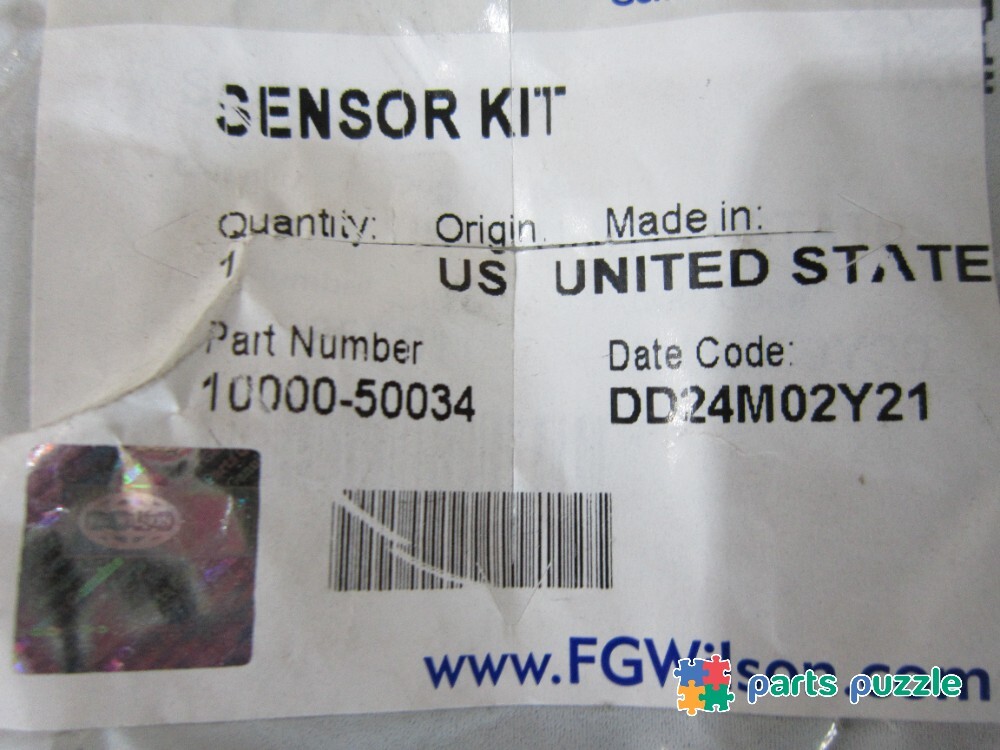 SENSOR KIT
Quantity: Origin Made in:
1 US UNITED STATE
Part Number Date Code:
10000-50034 DD24M02Y21
www.FGWilson.com
parts puzzle